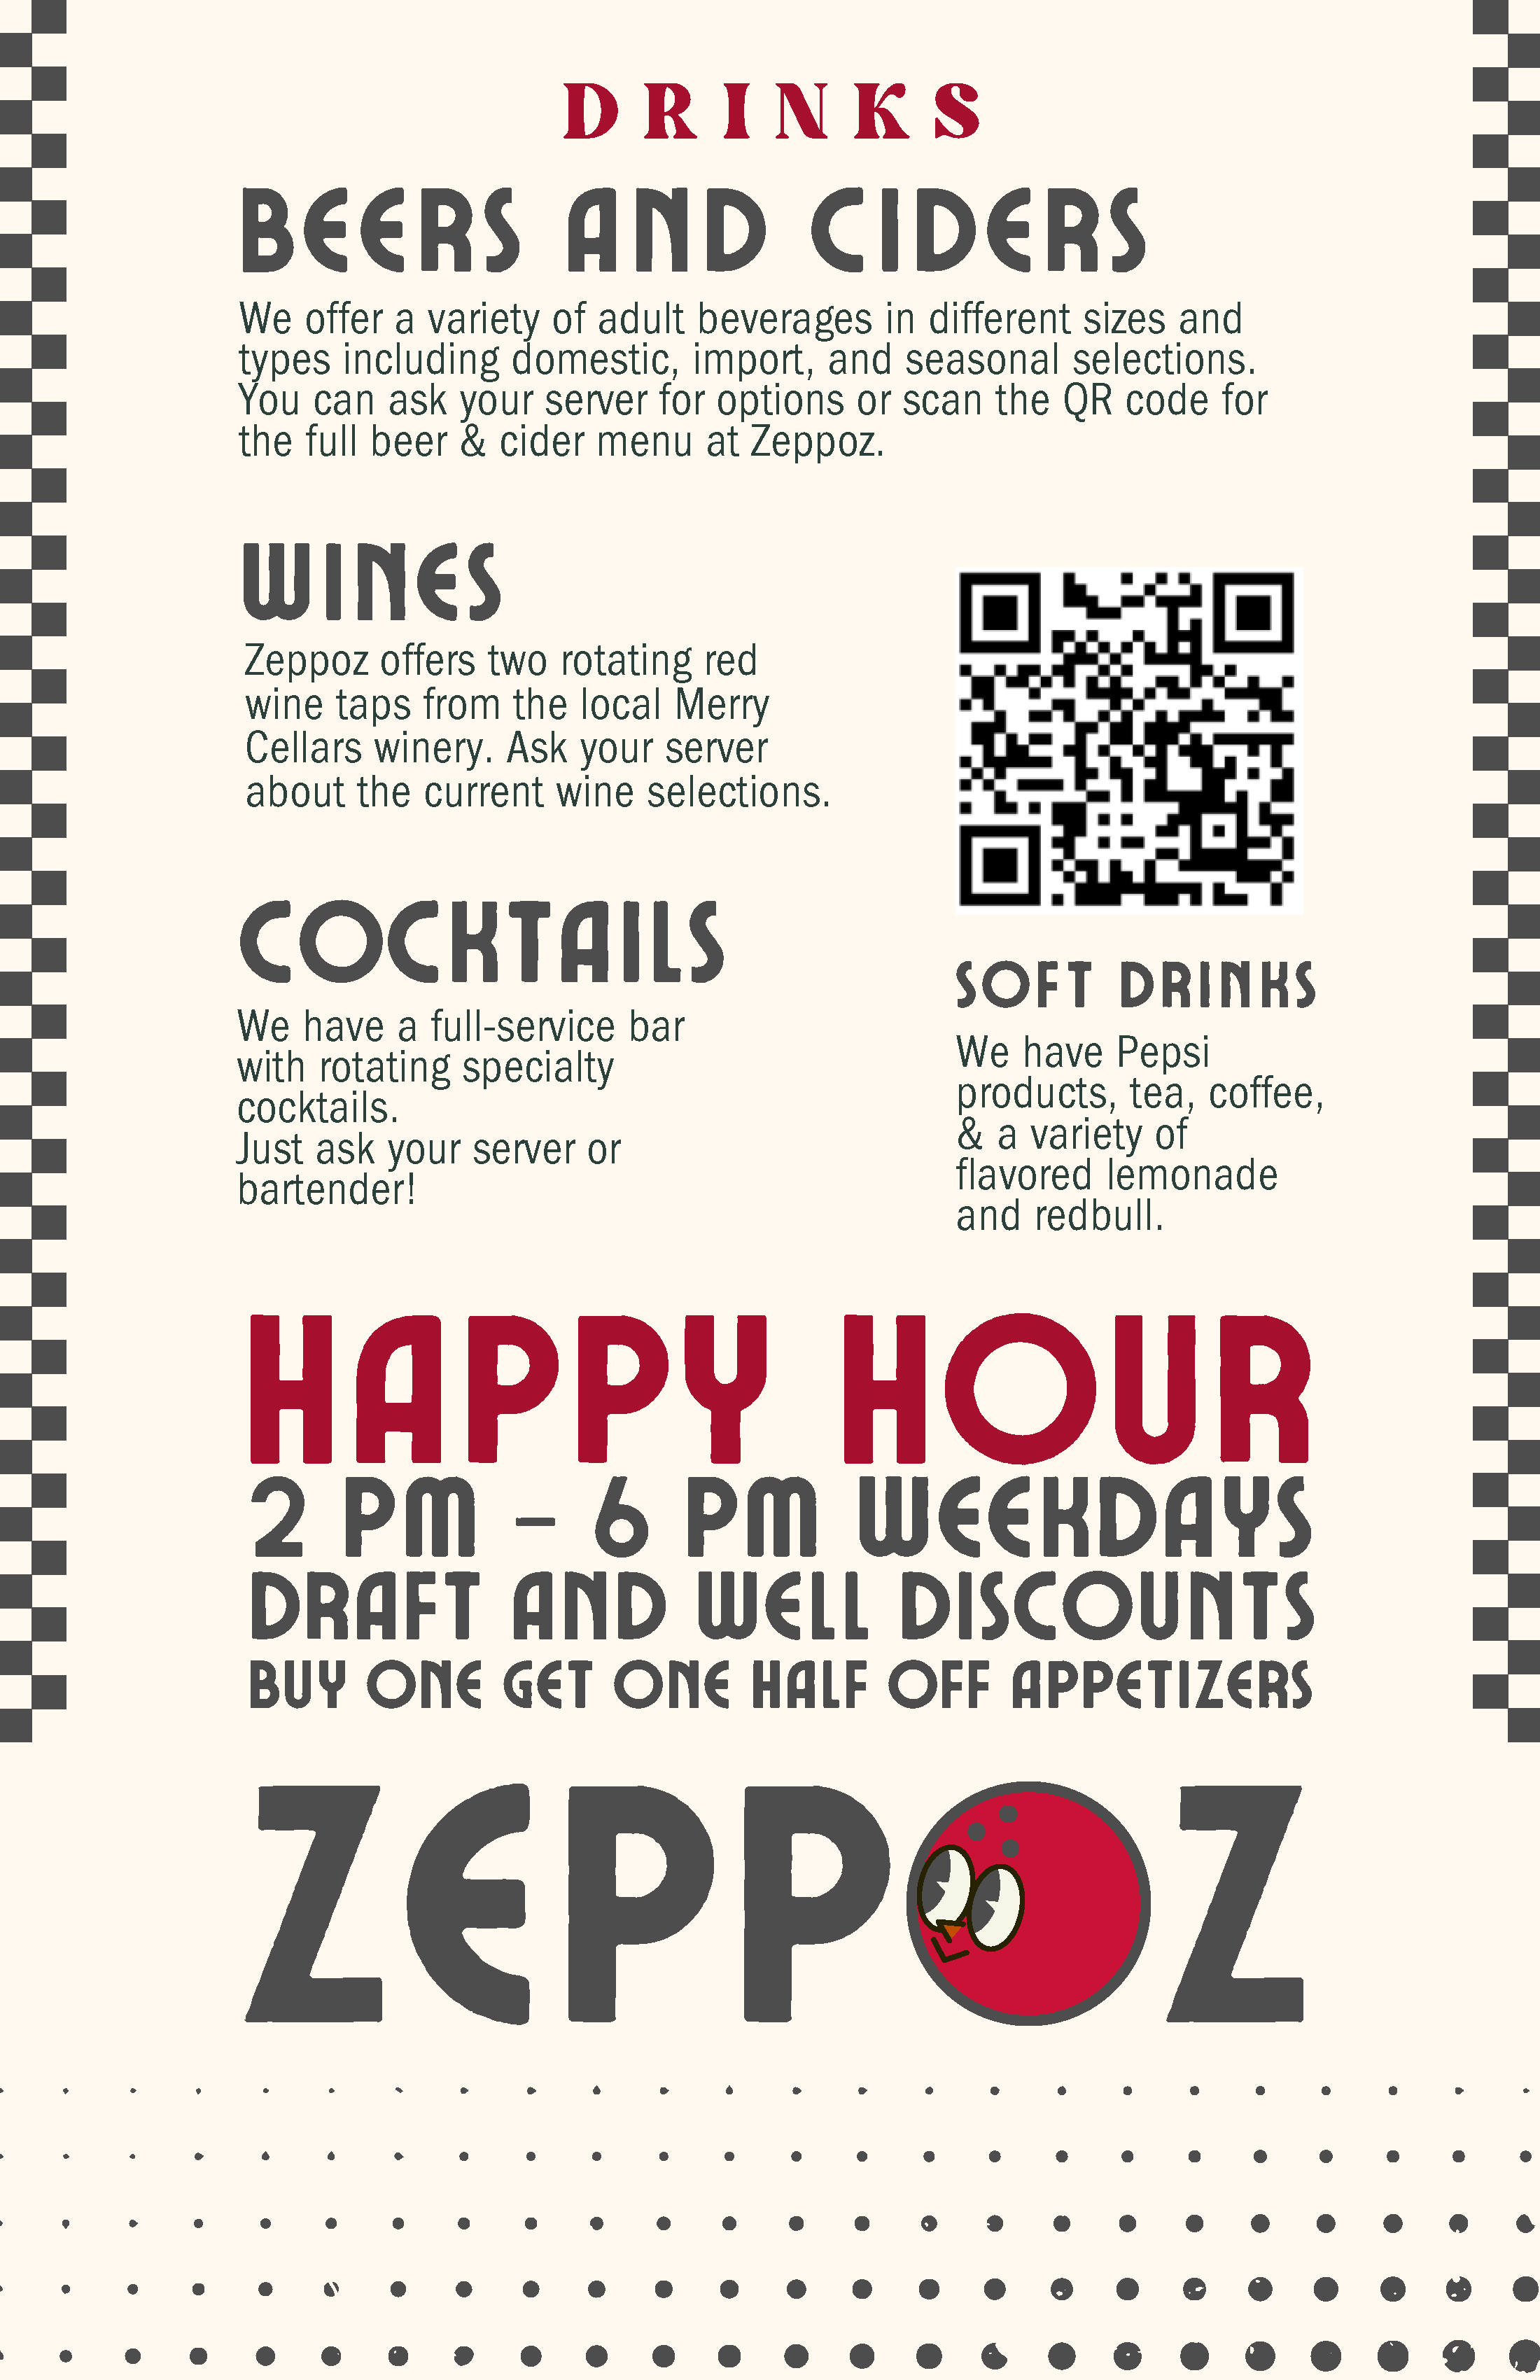 DRINKS
BEERS AND CIDERS
We offer a variety of adult beverages in different sizes and
types including domestic, import, and seasonal selections.
You can ask your server for options or scan the QR code for
the full beer & cider menu at Zeppoz.
WINES
Zeppoz offers two rotating red
wine taps from the local Merry
Cellars winery. Ask your server
about the current wine selections.
COCKTAILS
We have a full-service bar
with rotating specialty
cocktails.
Just ask your server or
bartender!
SOFT DRINKS
We have Pepsi
products, tea, coffee,
& a variety of
flavored lemonade
and redbull.
HAPPY HOUR
2 PM – 6 PM WEEKDAYS
DRAFT AND WELL DISCOUNTS
BUY ONE GET ONE HALF OFF APPETIZERS
ZEPPOZ